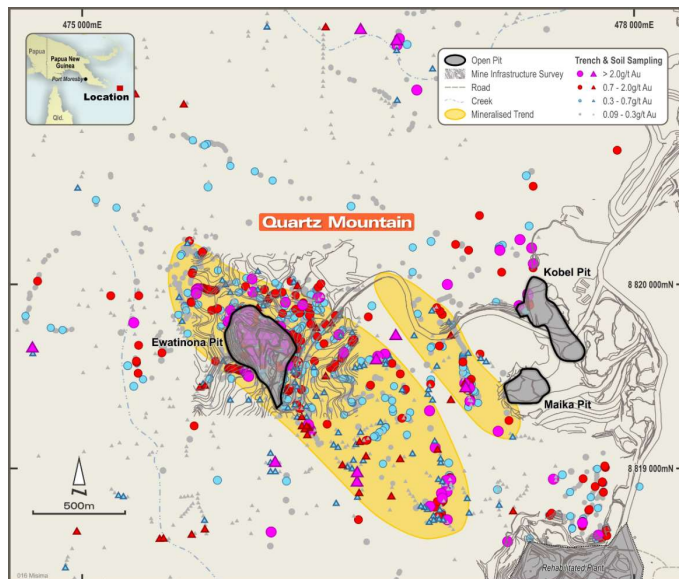 475 000mE
478 000mE
Papua
Papua New
Guinea
Port Moresby
Location
Qld.
Open Pit
Mine Infrastructure Survey
Road
Creek
Mineralised Trend
Trench & Soil Sampling
> 2.0g/t Au
0.7 - 2.0g/t Au
0.3 - 0.7g/t Au
0.09 - 0.3g/t Au
Quartz Mountain
Kobel Pit
8 820 000mN
Ewatinona Pit
Maika Pit
8 819 000mN
N
500m
Rehabilitated Plant
016 Misima